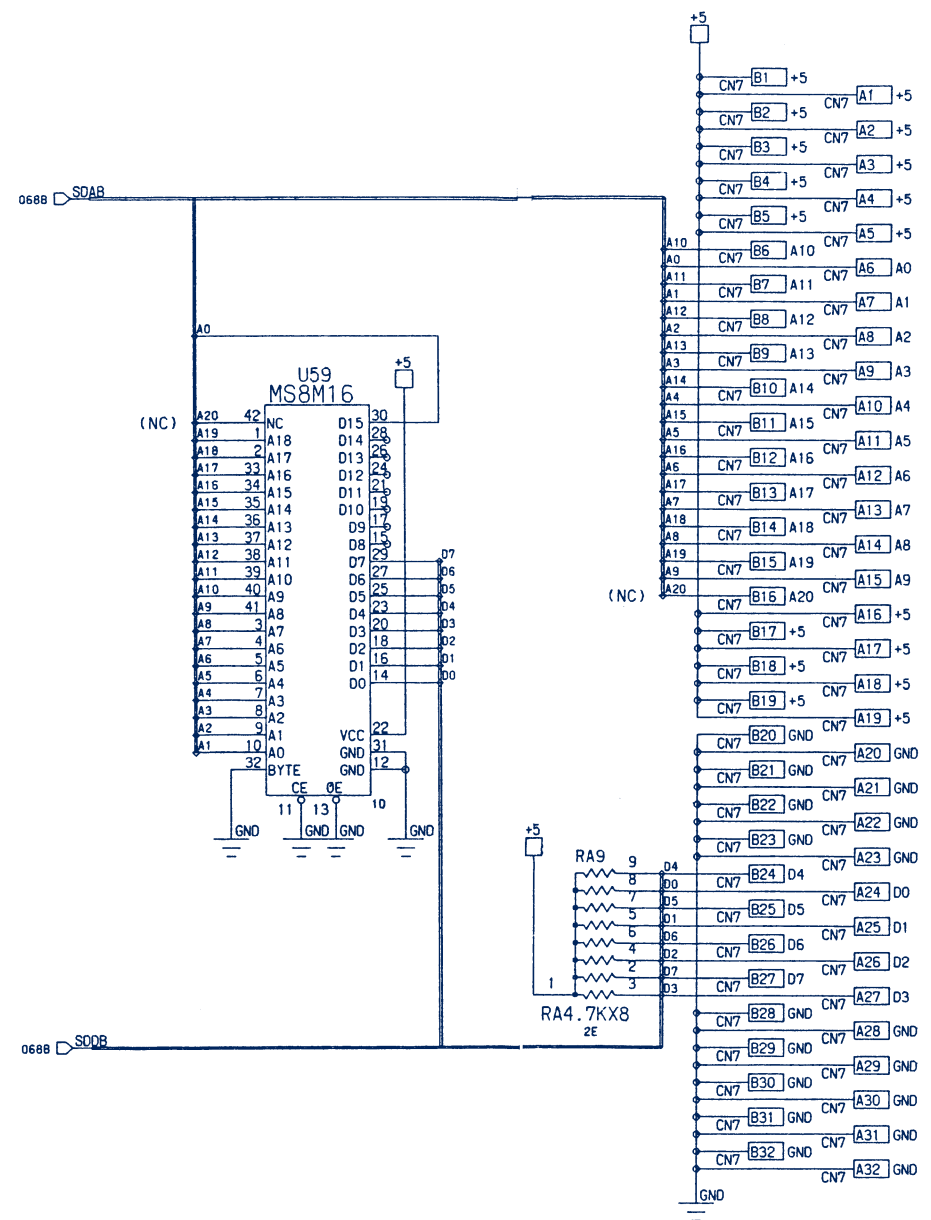 +5
CN7 B1 +5
CN7 A1 +5
CN7 B2 +5
CN7 A2 +5
CN7 B3 +5
CN7 A3 +5
CN7 B4 +5
CN7 A4 +5
CN7 B5 +5
CN7 A5 +5
068B SDAB
A10 CN7 B6 A10
A0 CN7 A6 A0
A11 CN7 B7 A11
A1 CN7 A7 A1
A12 CN7 B8 A12
A2 CN7 A8 A2
A13 CN7 B9 A13
A3 CN7 A9 A3
A14 CN7 B10 A14
A4 CN7 A10 A4
A15 CN7 B11 A15
A5 CN7 A11 A5
A16 CN7 B12 A16
A6 CN7 A12 A6
A17 CN7 B13 A17
A7 CN7 A13 A7
A18 CN7 B14 A18
A8 CN7 A14 A8
A19 CN7 B15 A19
A9 CN7 A15 A9
(NC) A20 CN7 B16 A20
CN7 A16 +5
CN7 B17 +5
CN7 A17 +5
CN7 B18 +5
CN7 A18 +5
CN7 B19 +5
CN7 A19 +5
CN7 B20 GND
CN7 A20 GND
CN7 B21 GND
CN7 A21 GND
CN7 B22 GND
CN7 A22 GND
CN7 B23 GND
CN7 A23 GND
A0
+5
U59
MS8M16
(NC) A20 42 NC D15 30
A19 1 A18 D14 28
A18 2 A17 D13 26
A17 33 A16 D12 24
A16 34 A15 D11 21
A15 35 A14 D10 19
A14 36 A13 D9 17
A13 37 A12 D8 15
A12 38 A11 D7 29 D7
A11 39 A10 D6 27 D6
A10 40 A9 D5 25 D5
A9 41 A8 D4 23 D4
A8 3 A7 D3 20 D3
A7 4 A6 D2 18 D2
A6 5 A5 D1 16 D1
A5 6 A4 D0 14 D0
A4 7 A3
A3 8 A2
A2 9 A1 VCC 22
A1 10 A0 GND 31
32 BYTE GND 12
CE OE
11 13 10
GND GND GND GND
+5
RA9
9 D4 CN7 B24 D4
8 D0 CN7 A24 D0
7 D5 CN7 B25 D5
5 D1 CN7 A25 D1
6 D6 CN7 B26 D6
4 D2 CN7 A26 D2
2 D7 CN7 B27 D7
1 3 D3 CN7 A27 D3
RA4.7KX8
2E
068B SDDB
CN7 B28 GND
CN7 A28 GND
CN7 B29 GND
CN7 A29 GND
CN7 B30 GND
CN7 A30 GND
CN7 B31 GND
CN7 A31 GND
CN7 B32 GND
CN7 A32 GND
GND